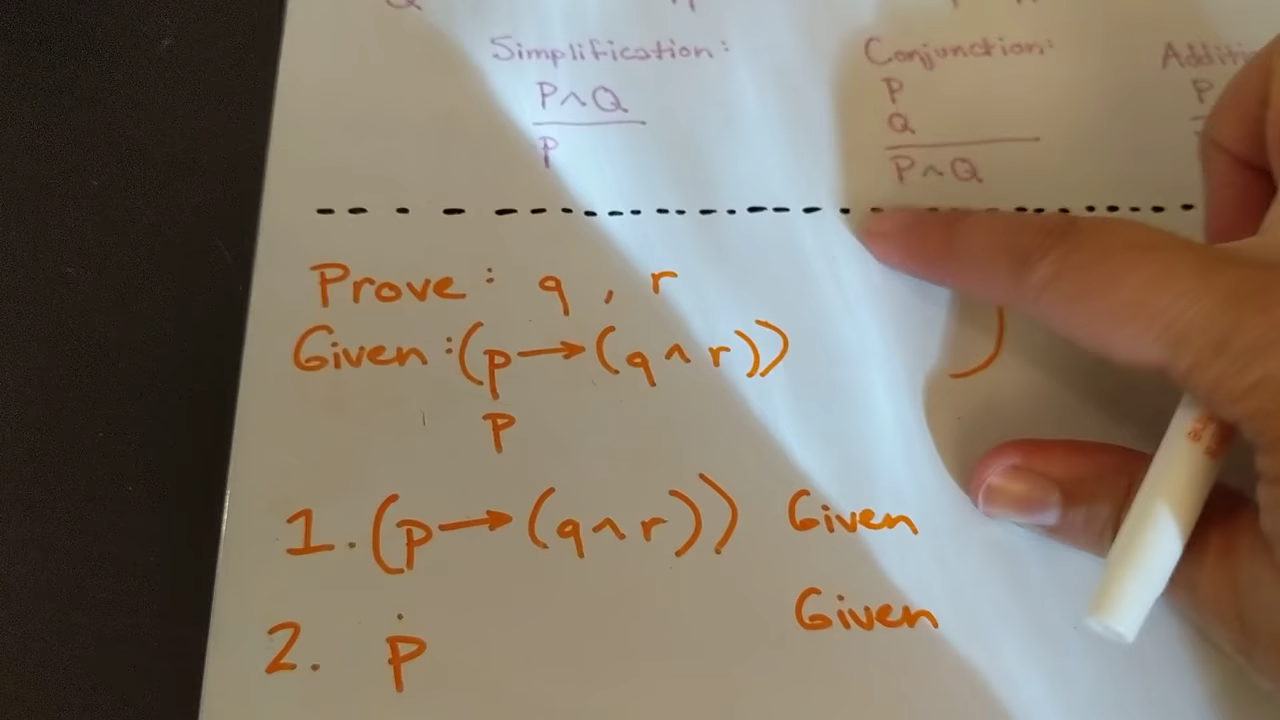 Simplification: Conjunction:
P∧Q P
P Q
P∧Q
Prove: q, r
Given: (p→(q∧r))
p
1. (p→(q∧r)) Given
2. p Given